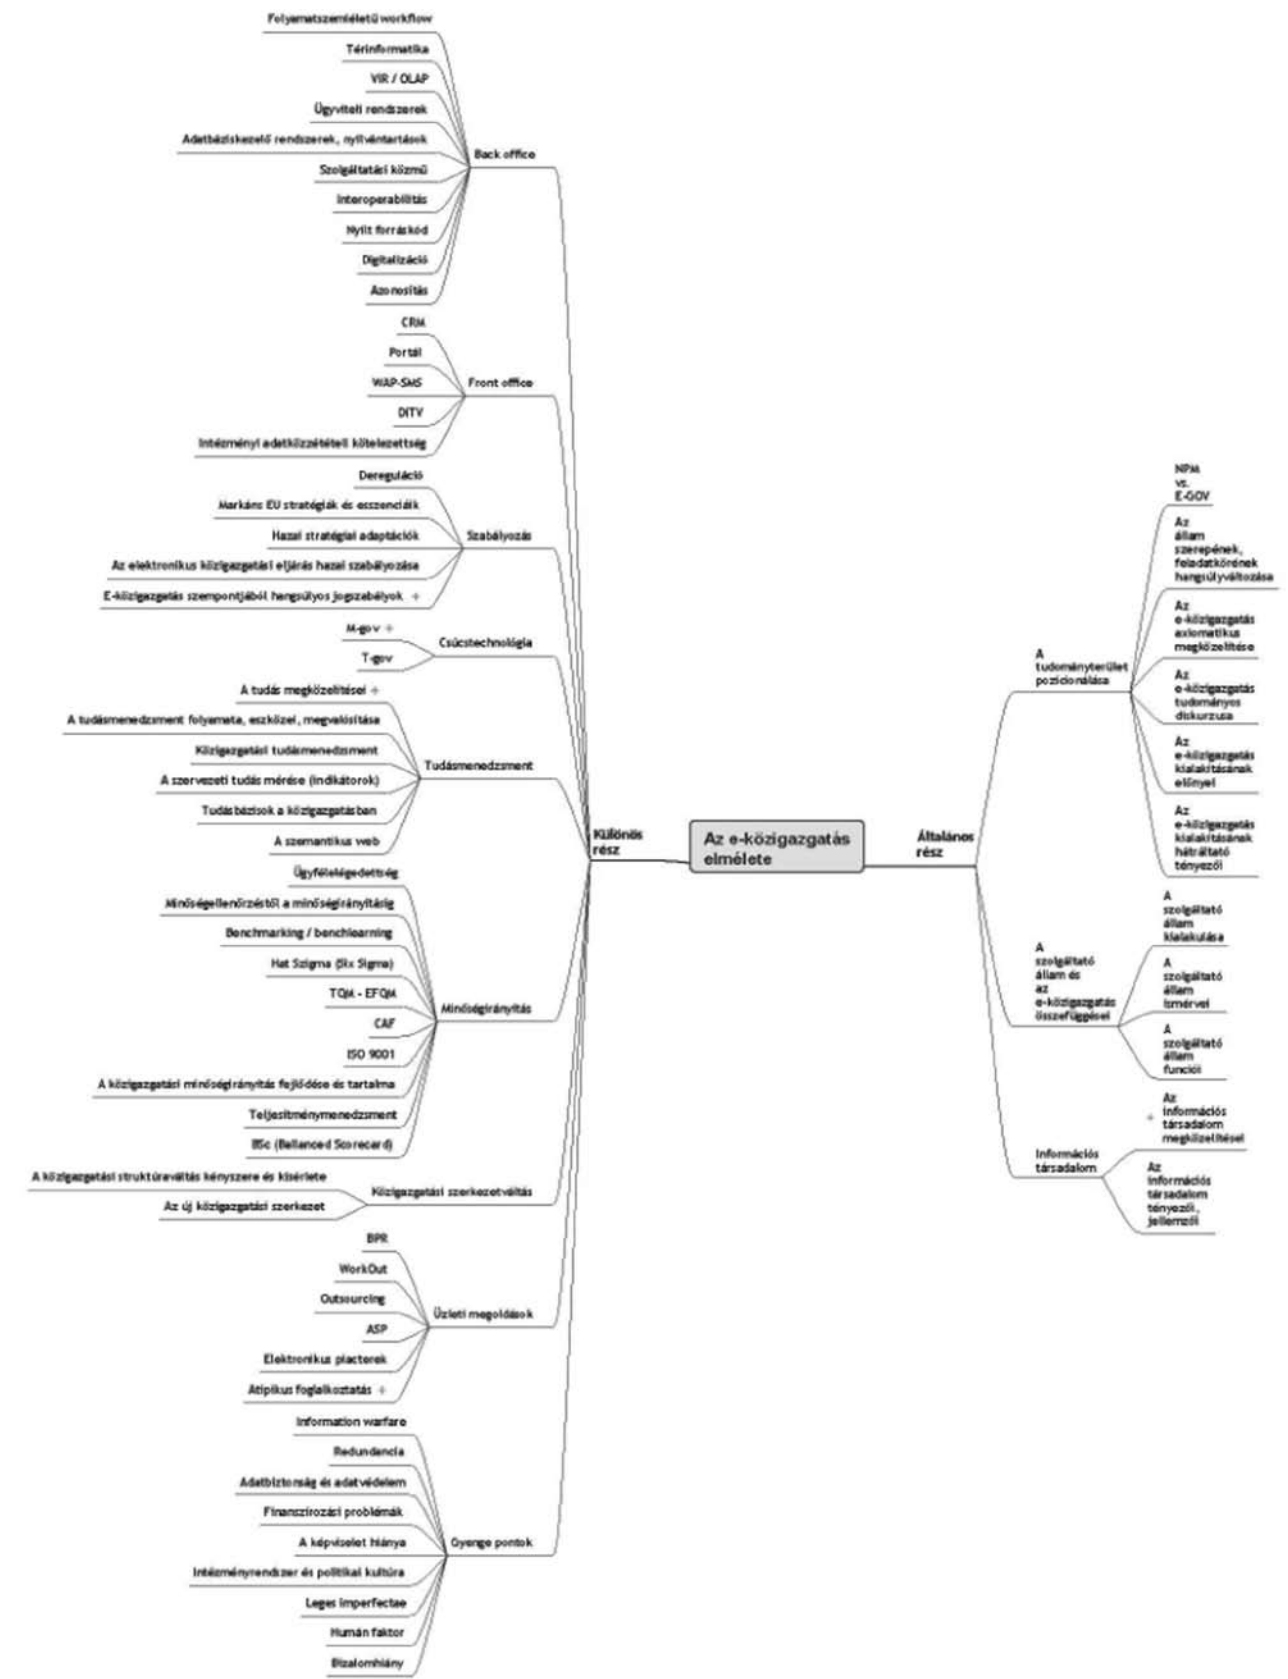 Folyamatszemléletű workflow
Térinformatika
VIR / OLAP
Ügyviteli rendszerek
Adatbáziskezelő rendszerek, nyilvántartások
Szolgáltatási közmű
Interoperabilitás
Nyílt forráskód
Digitalizáció
Azonosítás
Back office
CRM
Portál
WAP-SMS
DiTV
Intézményi adatközzétételi kötelezettség
Front office
Dereguláció
Markáns EU stratégiák és esszenciáik
Hazai stratégiai adaptációk
Az elektronikus közigazgatási eljárás hazai szabályozása
E-közigazgatás szempontjából hangsúlyos jogszabályok +
Szabályozás
M-gov +
T-gov
Csúcstechnológia
A tudás megközelítései +
A tudásmenedzsment folyamata, eszközei, megvalósítása
Közigazgatási tudásmenedzsment
A szervezeti tudás mérése (indikátorok)
Tudásbázisok a közigazgatásban
A szemantikus web
Tudásmenedzsment
Ügyfélelégedettség
Minőségellenőrzéstől a minőségirányításig
Benchmarking / benchlearning
Hat Szigma (Six Sigma)
TQM - EFQM
CAF
ISO 9001
A közigazgatási minőségirányítás fejlődése és tartalma
Teljesítménymenedzsment
BSc (Ballanced Scorecard)
Minőségirányítás
A közigazgatási struktúraváltás kényszere és kísérlete
Az új közigazgatási szerkezet
Közigazgatási szerkezetváltás
BPR
WorkOut
Outsourcing
ASP
Elektronikus piacterek
Atipikus foglalkoztatás +
Üzleti megoldások
Information warfare
Redundancia
Adatbiztonság és adatvédelem
Finanszírozási problémák
A képviselet hiánya
Intézményrendszer és politikai kultúra
Leges imperfectae
Humán faktor
Bizalomhiány
Gyenge pontok
Különös
rész
Az e-közigazgatás
elmélete
Általános
rész
A
tudományterület
pozicionálása
NPM
vs.
E-GOV
Az
állam
szerepének,
feladatkörének
hangsúlyváltozása
Az
e-közigazgatás
axiomatikus
megközelítése
Az
e-közigazgatás
tudományos
diskurzusa
Az
e-közigazgatás
kialakításának
előnyei
Az
e-közigazgatás
kialakításának
hátráltató
tényezői
A
szolgáltató
állam és
az
e-közigazgatás
összefüggései
A
szolgáltató
állam
kialakulása
A
szolgáltató
állam
ismérvei
A
szolgáltató
állam
funciói
Információs
társadalom
Az
+ információs
társadalom
megközelítései
Az
információs
társadalom
tényezői,
jellemzői